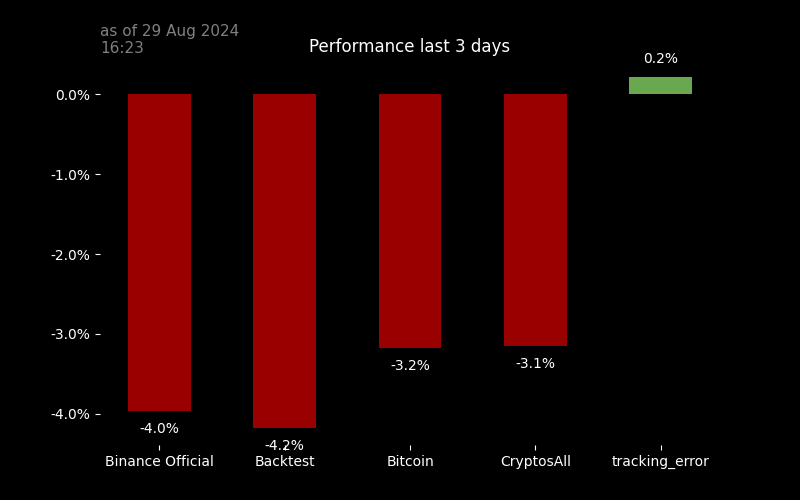 as of 29 Aug 2024
16:23
Performance last 3 days
0.2%
0.0%
-1.0%
-2.0%
-3.0%
-4.0%
-4.0%
-4.2%
-3.2%
-3.1%
Binance Official
Backtest
Bitcoin
CryptosAll
tracking_error